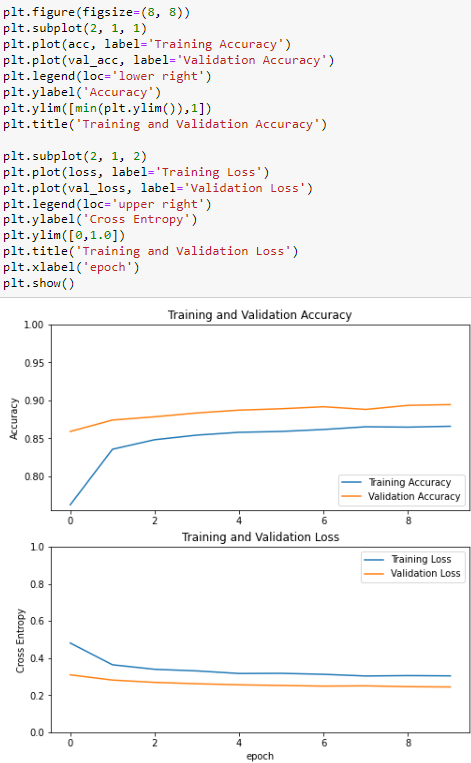 plt.figure(figsize=(8, 8))
plt.subplot(2, 1, 1)
plt.plot(acc, label='Training Accuracy')
plt.plot(val_acc, label='Validation Accuracy')
plt.legend(loc='lower right')
plt.ylabel('Accuracy')
plt.ylim([min(plt.ylim()),1])
plt.title('Training and Validation Accuracy')

plt.subplot(2, 1, 2)
plt.plot(loss, label='Training Loss')
plt.plot(val_loss, label='Validation Loss')
plt.legend(loc='upper right')
plt.ylabel('Cross Entropy')
plt.ylim([0,1.0])
plt.title('Training and Validation Loss')
plt.xlabel('epoch')
plt.show()
Training and Validation Accuracy
1.00
0.95
0.90
0.85
0.80
Accuracy
Training Accuracy
Validation Accuracy
0 2 4 6 8
Training and Validation Loss
1.0
0.8
0.6
0.4
0.2
0.0
Cross Entropy
Training Loss
Validation Loss
0 2 4 6 8
epoch